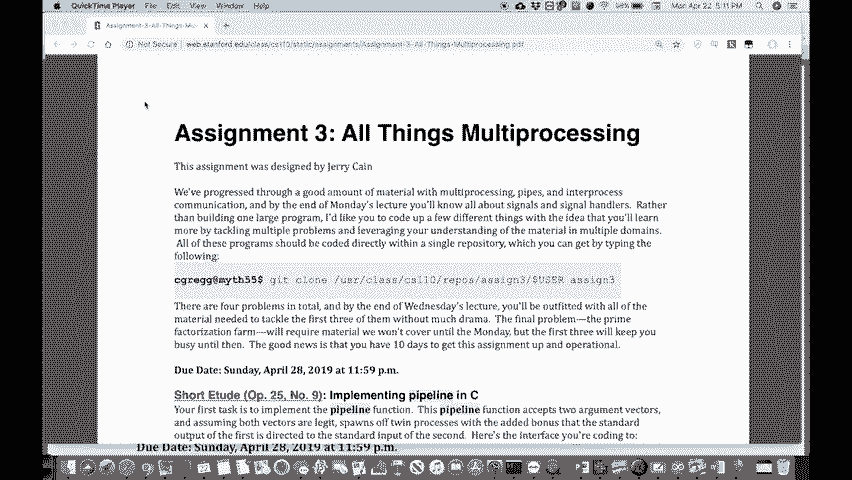 QuickTime Player File Edit View Window Help
Mon Apr 22 5:11 PM
Assignment-3-All-Things-Mu
Not Secure web.stanford.edu/class/cs110/static/assignments/Assignment-3-All-Things-Multiprocessing.pdf
Assignment 3: All Things Multiprocessing
This assignment was designed by Jerry Cain
We've progressed through a good amount of material with multiprocessing, pipes, and interprocess
communication, and by the end of Monday's lecture you'll know all about signals and signal handlers. Rather
than building one large program, I'd like you to code up a few different things with the idea that you'll learn
more by tackling multiple problems and leveraging your understanding of the material in multiple domains.
All of these programs should be coded directly within a single repository, which you can get by typing the
following:
cgregg@myth55$ git clone /usr/class/cs110/repos/assign3/$USER assign3
There are four problems in total, and by the end of Wednesday's lecture, you'll be outfitted with all of the
material needed to tackle the first three of them without much drama. The final problem—the prime
factorization farm—-will require material we won't cover until the Monday, but the first three will keep you
busy until then. The good news is that you have 10 days to get this assignment up and operational.
Due Date: Sunday, April 28, 2019 at 11:59 p.m.
Short Etude (Op. 25, No. 9): Implementing pipeline in C
Your first task is to implement the pipeline function. This pipeline function accepts two argument vectors,
and assuming both vectors are legit, spawns off twin processes with the added bonus that the standard
output of the first is directed to the standard input of the second. Here's the interface you're coding to:
Due Date: Sunday, April 28, 2019 at 11:59 p.m.